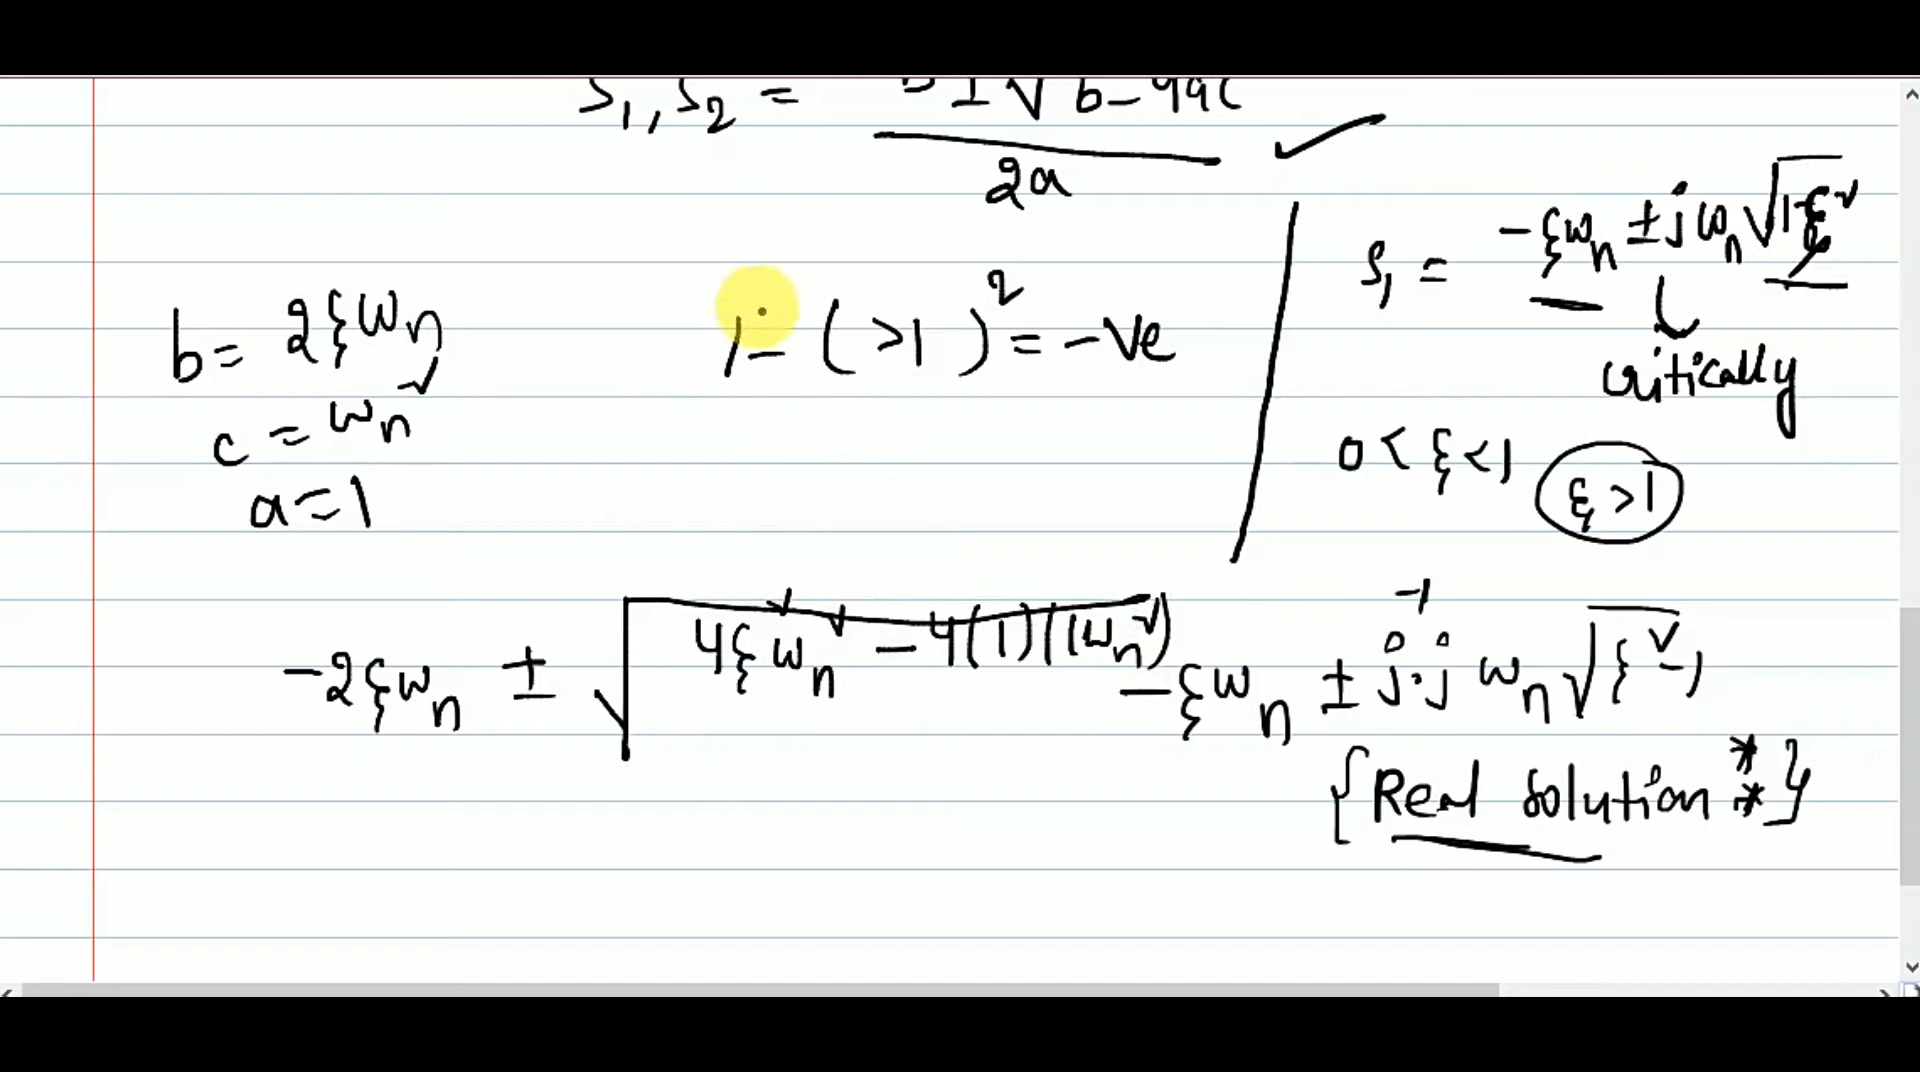 S₁, S₂ = -b ± √b-4ac
2a
b = 2ξωn
c = ωn²
a = 1
1 - (>1)² = -ve
S₁ = -ξωn ± jωn√1-ξ²
critically
0 < ξ < 1
ξ > 1
-2ξωn ± √4ξ²ωn² - 4(1)(ωn²)
-1
-ξωn ± j·j ωn√ξ²-1
{Real solution **}